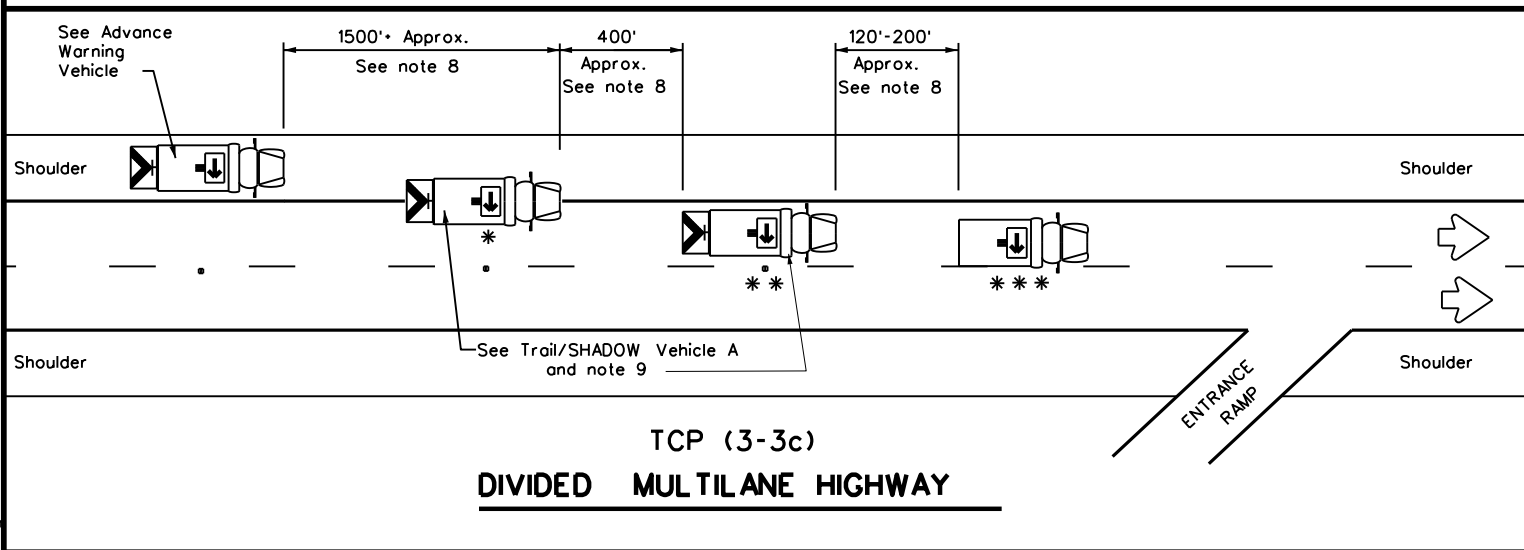 See Advance
Warning
Vehicle
1500'+ Approx.
See note 8
400'
Approx.
See note 8
120'-200'
Approx.
See note 8
Shoulder
Shoulder
*
* *
* * *
See Trail/SHADOW Vehicle A
and note 9
Shoulder
Shoulder
ENTRANCE
RAMP
TCP (3-3c)
DIVIDED MULTILANE HIGHWAY